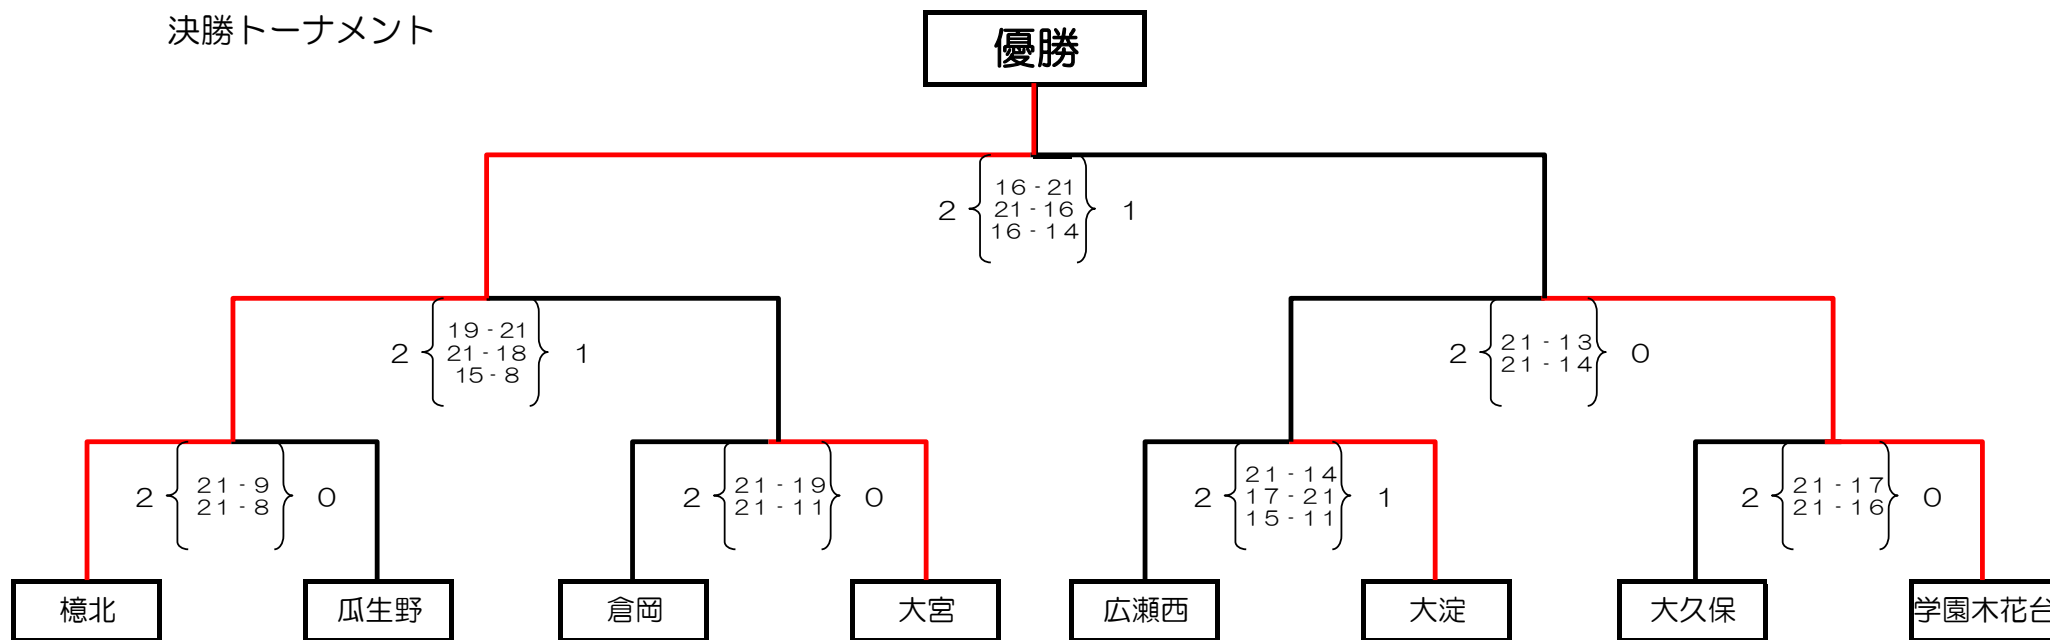 決勝トーナメント
優勝
16 - 21
2 21 - 16 1
16 - 14
19 - 21
2 21 - 18 1
15 - 8
2 21 - 13 0
21 - 14
2 21 - 9 0
21 - 8
2 21 - 19 0
21 - 11
21 - 14
2 17 - 21 1
15 - 11
2 21 - 17 0
21 - 16
檍北
瓜生野
倉岡
大宮
広瀬西
大淀
大久保
学園木花台